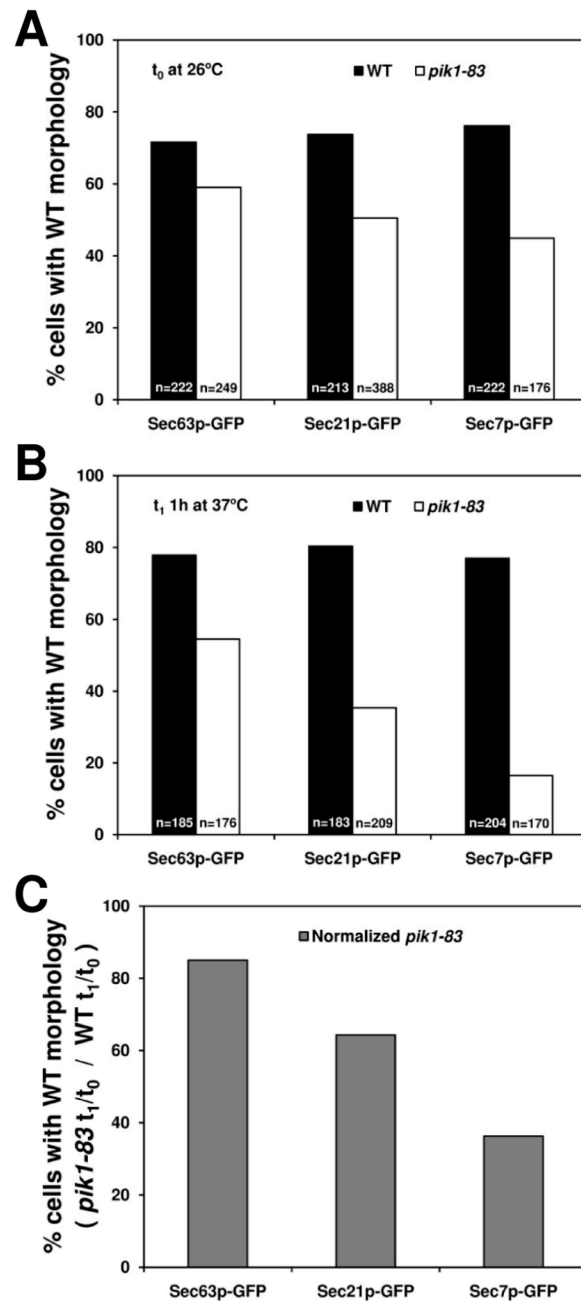 A
100
80
60
40
20
0
% cells with WT morphology
t₀ at 26ºC
WT
pik1-83
n=222 n=249 n=213 n=388 n=222 n=176
Sec63p-GFP Sec21p-GFP Sec7p-GFP
B
100
80
60
40
20
0
% cells with WT morphology
t₁ 1h at 37ºC
WT
pik1-83
n=185 n=176 n=183 n=209 n=204 n=170
Sec63p-GFP Sec21p-GFP Sec7p-GFP
C
100
80
60
40
20
0
% cells with WT morphology
( pik1-83 t₁/t₀ / WT t₁/t₀ )
Normalized pik1-83
Sec63p-GFP Sec21p-GFP Sec7p-GFP